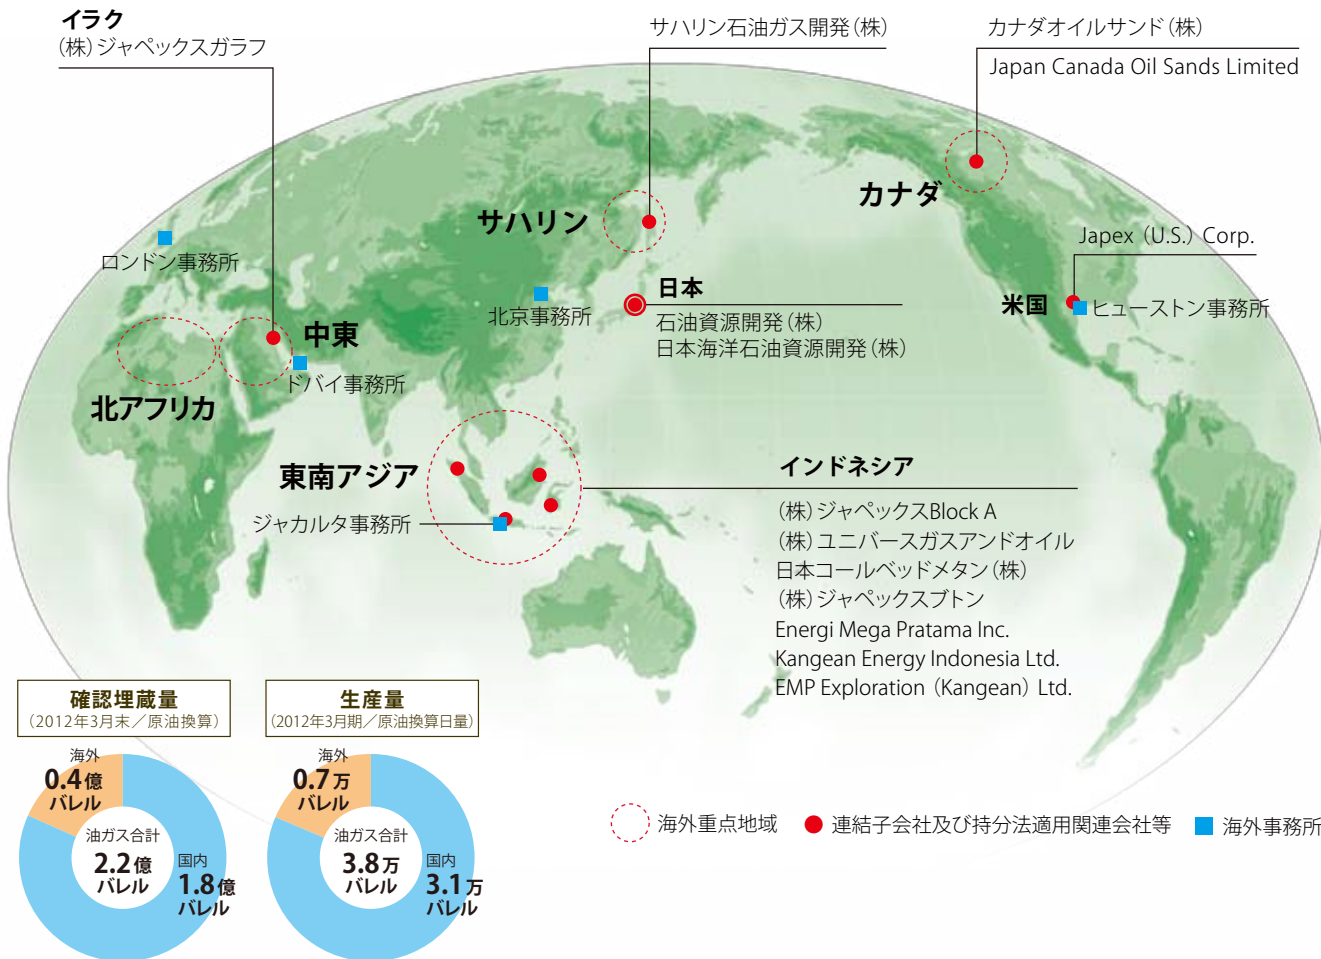 イラク
(株)ジャペックスガラフ
サハリン石油ガス開発(株)
カナダオイルサンド(株)
Japan Canada Oil Sands Limited
カナダ
サハリン
Japex (U.S.) Corp.
ロンドン事務所
北京事務所
日本
石油資源開発(株)
日本海洋石油資源開発(株)
米国
ヒューストン事務所
中東
ドバイ事務所
北アフリカ
東南アジア
ジャカルタ事務所
インドネシア
(株)ジャペックスBlock A
(株)ユニバースガスアンドオイル
日本コールベッドメタン(株)
(株)ジャペックスブトン
Energi Mega Pratama Inc.
Kangean Energy Indonesia Ltd.
EMP Exploration (Kangean) Ltd.
確認埋蔵量
(2012年3月末/原油換算)
海外
0.4億
バレル
油ガス合計
2.2億
バレル
国内
1.8億
バレル
生産量
(2012年3月期/原油換算日量)
海外
0.7万
バレル
油ガス合計
3.8万
バレル
国内
3.1万
バレル
海外重点地域
連結子会社及び持分法適用関連会社等
海外事務所